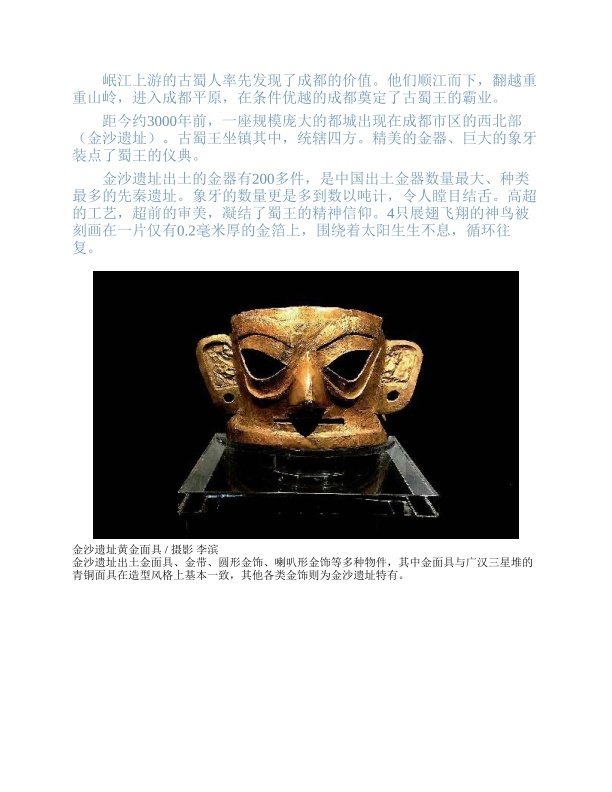 岷江上游的古蜀人率先发现了成都的价值。他们顺江而下，翻越重
重山岭，进入成都平原，在条件优越的成都奠定了古蜀王的霸业。
距今约3000年前，一座规模庞大的都城出现在成都市区的西北部
（金沙遗址）。古蜀王坐镇其中，统辖四方。精美的金器、巨大的象牙
装点了蜀王的仪典。
金沙遗址出土的金器有200多件，是中国出土金器数量最大、种类
最多的先秦遗址。象牙的数量更是多到数以吨计，令人瞠目结舌。高超
的工艺，超前的审美，凝结了蜀王的精神信仰。4只展翅飞翔的神鸟被
刻画在一片仅有0.2毫米厚的金箔上，围绕着太阳生生不息，循环往
复。
金沙遗址黄金面具 / 摄影 李滨
金沙遗址出土金面具、金带、圆形金饰、喇叭形金饰等多种物件，其中金面具与广汉三星堆的
青铜面具在造型风格上基本一致，其他各类金饰则为金沙遗址特有。